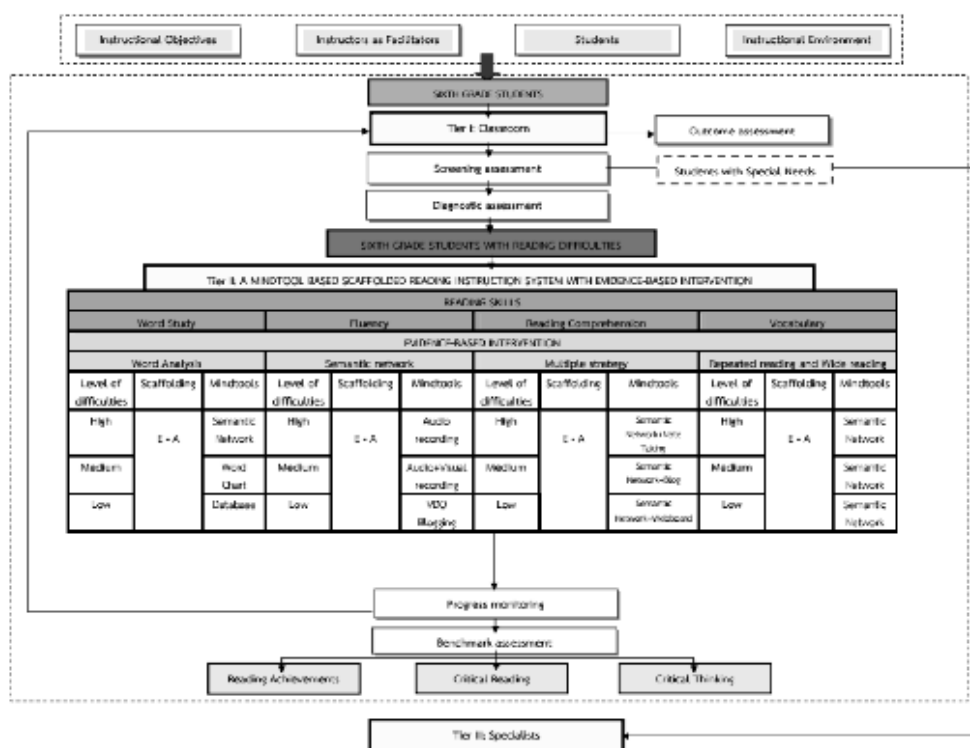 Instructional Objectives
Instructors as Facilitators
Students
Instructional Environment
SIXTH GRADE STUDENTS
Tier I: Classroom
Outcome assessment
Screening assessment
Students with Special Needs
Diagnostic assessment
SIXTH GRADE STUDENTS WITH READING DIFFICULTIES
Tier II: A MINDTOOL BASED SCAFFOLDED READING INSTRUCTION SYSTEM WITH EVIDENCE-BASED INTERVENTION
READING SKILLS
Word Study
Fluency
Reading Comprehension
Vocabulary
EVIDENCE-BASED INTERVENTION
Word Analysis
Semantic network
Multiple strategy
Repeated reading and Wide reading
Level of
difficulties
Scaffolding
Mindtools
Level of
difficulties
Scaffolding
Mindtools
Level of
difficulties
Scaffolding
Mindtools
Level of
difficulties
Scaffolding
Mindtools
High
E - A
Semantic
Network
High
E - A
Audio
recording
High
E - A
Semantic
Network+Note
Taking
High
E - A
Semantic
Network
Medium
Word
Chart
Medium
Audio+Visual
recording
Medium
Semantic
Network+Blog
Medium
Semantic
Network
Low
Database
Low
VDO
Blogging
Low
Semantic
Network+Webboard
Low
Semantic
Network
Progress monitoring
Benchmark assessment
Reading Achievements
Critical Reading
Critical Thinking
Tier III: Specialists